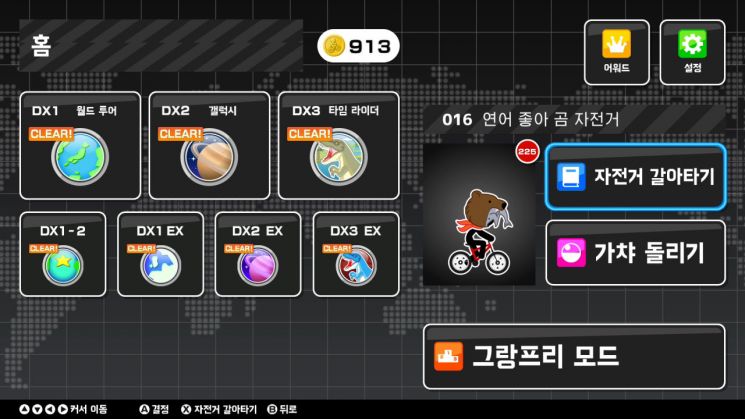 홈
913
어워드
설정
DX1 월드 투어
CLEAR!
DX2 갤럭시
CLEAR!
DX3 타임 라이더
CLEAR!
DX1-2
CLEAR!
DX1 EX
CLEAR!
DX2 EX
CLEAR!
DX3 EX
CLEAR!
016 연어 좋아 곰 자전거
225
자전거 갈아타기
가챠 돌리기
그랑프리 모드
커서 이동 A 결정 X 자전거 갈아타기 B 뒤로